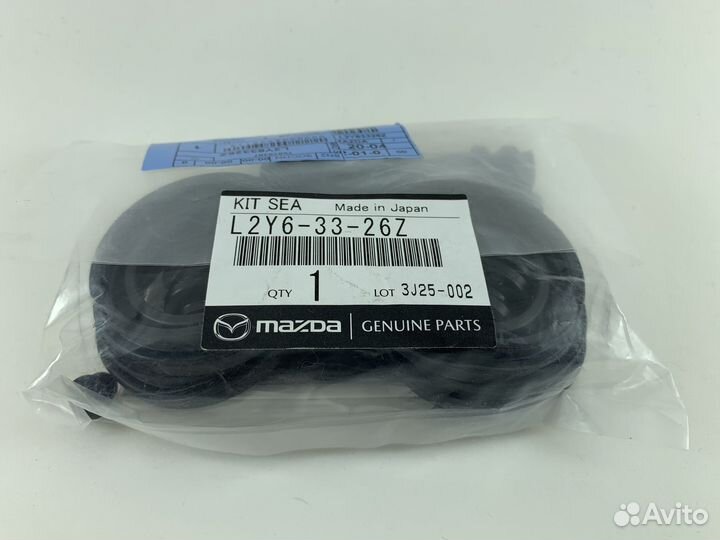 KIT SEA Made in Japan
L2Y6-33-26Z
QTY 1 LOT 3J25-002
mazda GENUINE PARTS
Avito